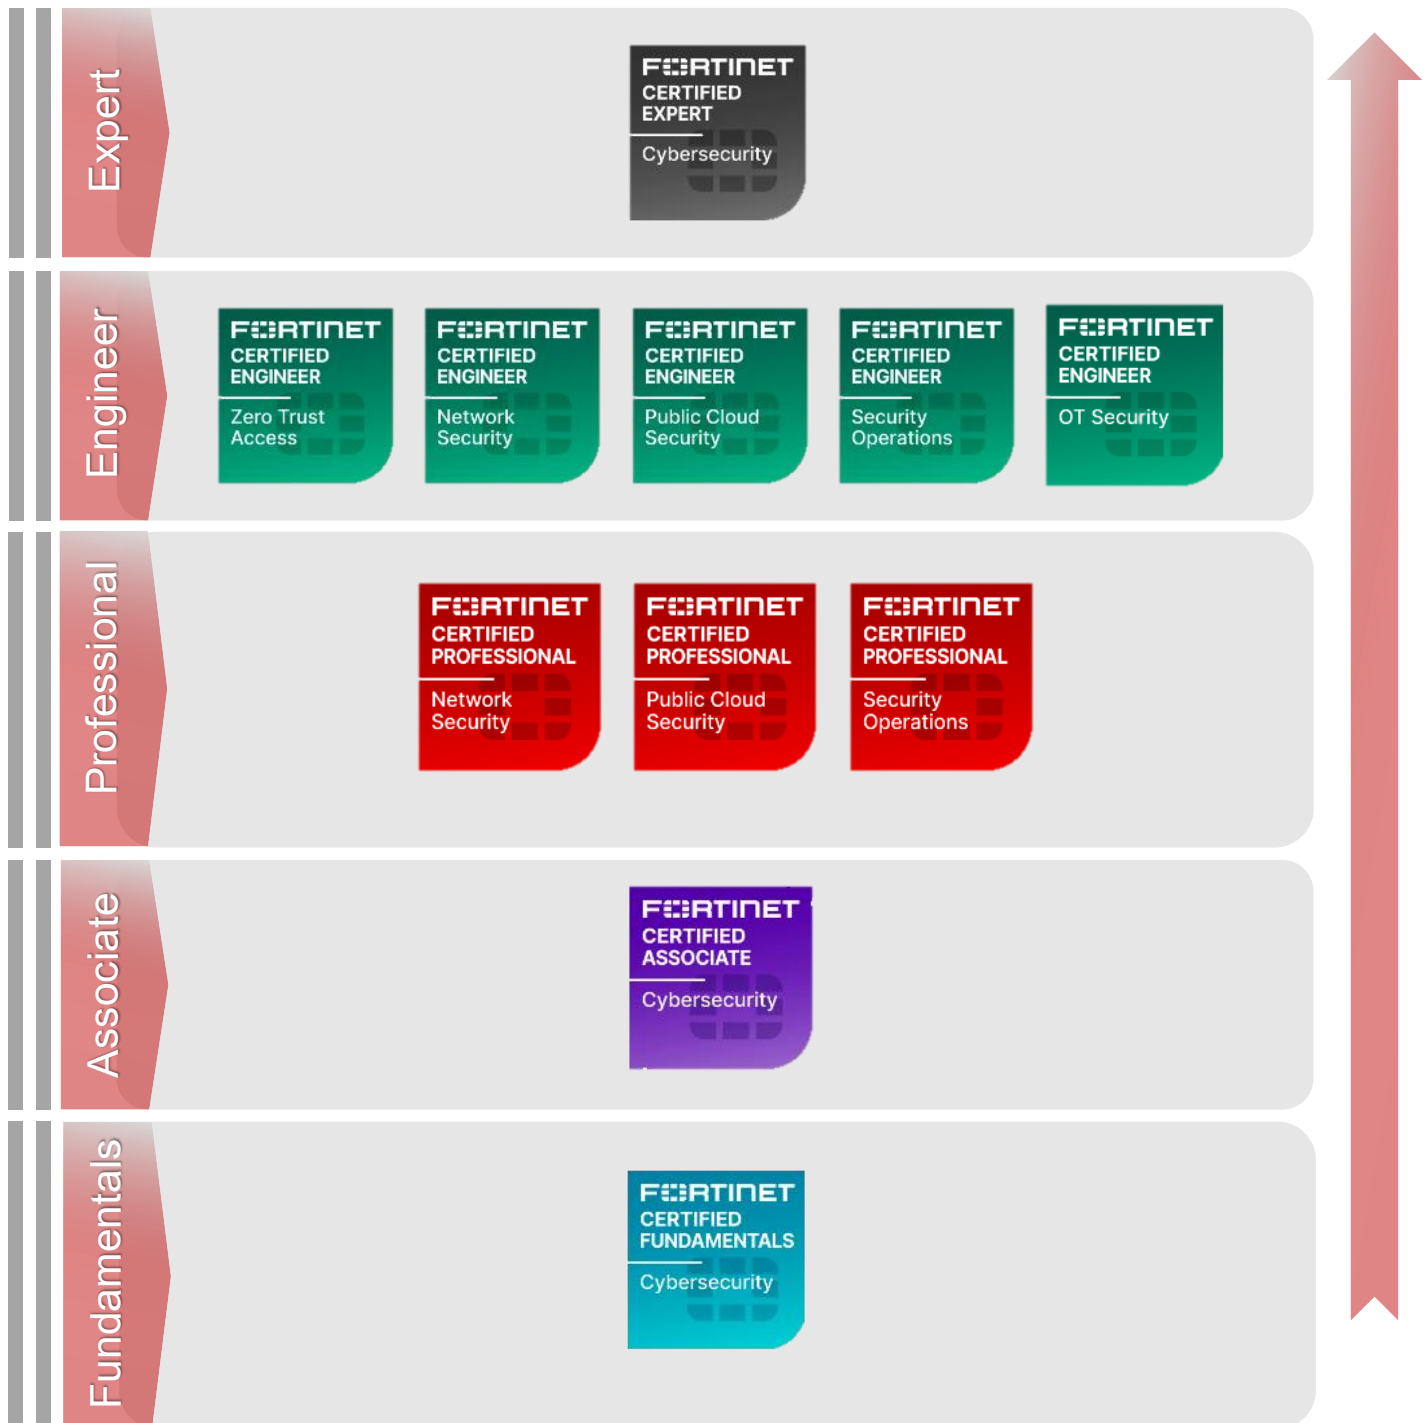 Expert
FORTINET
CERTIFIED
EXPERT
Cybersecurity
Engineer
FORTINET
CERTIFIED
ENGINEER
Zero Trust
Access
FORTINET
CERTIFIED
ENGINEER
Network
Security
FORTINET
CERTIFIED
ENGINEER
Public Cloud
Security
FORTINET
CERTIFIED
ENGINEER
Security
Operations
FORTINET
CERTIFIED
ENGINEER
OT Security
Professional
FORTINET
CERTIFIED
PROFESSIONAL
Network
Security
FORTINET
CERTIFIED
PROFESSIONAL
Public Cloud
Security
FORTINET
CERTIFIED
PROFESSIONAL
Security
Operations
Associate
FORTINET
CERTIFIED
ASSOCIATE
Cybersecurity
Fundamentals
FORTINET
CERTIFIED
FUNDAMENTALS
Cybersecurity